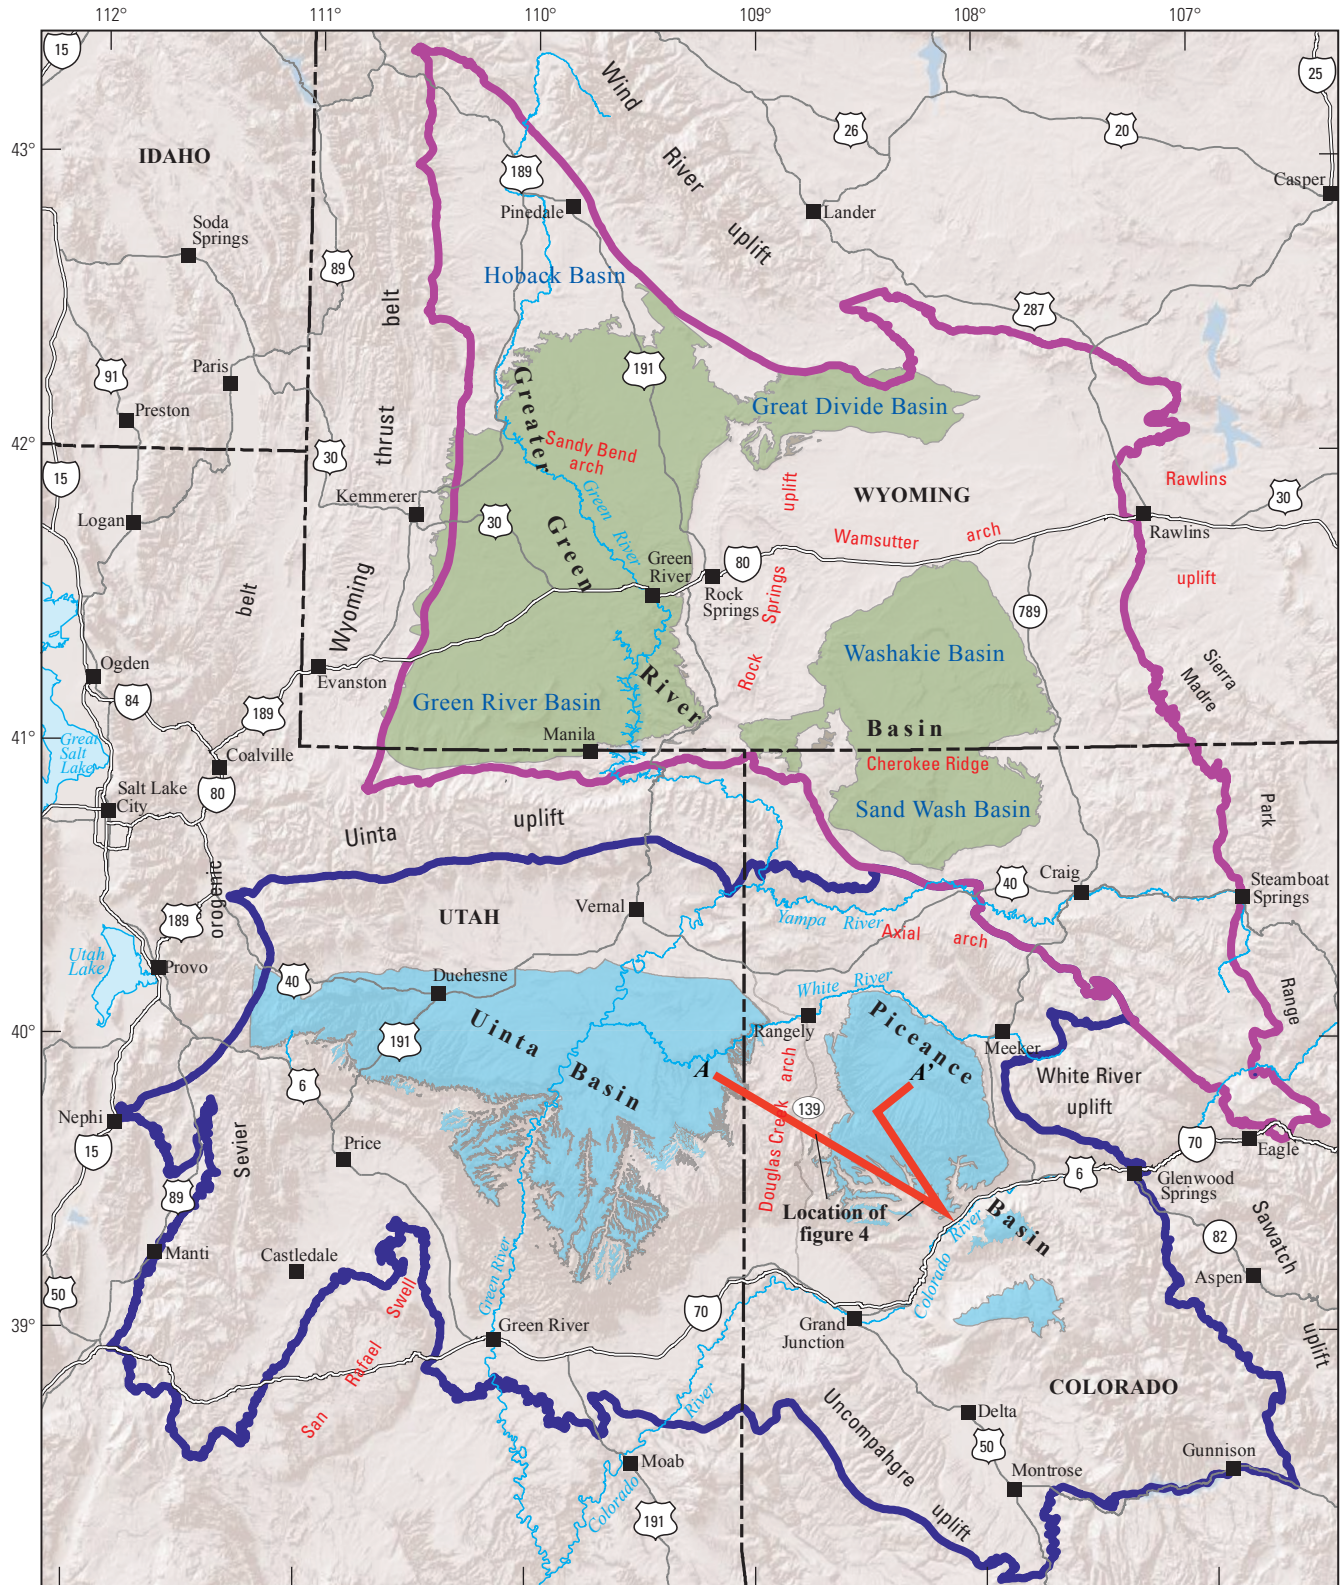 112°
111°
110°
109°
108°
107°
15
25
Wind
26
20
43°
IDAHO
189
River
Casper
Pinedale
Lander
Soda
Springs
uplift
89
Hoback Basin
belt
287
191
Paris
91
Greater
Great Divide Basin
Preston
thrust
42°
Sandy Bend
arch
30
15
uplift
Rawlins
Kemmerer
Green
River
WYOMING
30
Logan
30
Green
Wamsutter
arch
Rawlins
Green
River
80
Rock
Springs
uplift
belt
Wyoming
Springs
789
Ogden
Evanston
Rock
Washakie Basin
Sierra
Madre
84
189
Green River Basin
River
Manila
Basin
41°
Great
Salt
Lake
Coalville
Cherokee Ridge
80
Salt Lake
City
Sand Wash Basin
Park
Uinta
uplift
orogenic
Craig
40
Steamboat
Springs
189
UTAH
Vernal
Yampa
River
Axial
arch
Utah
Lake
Provo
40
Duchesne
White
River
Range
Piceance
Rangely
40°
Uinta
191
Meeker
Basin
A
A’
arch
6
White River
uplift
139
Nephi
15
Price
Sevier
Douglas Creek
70
Eagle
6
Glenwood
Springs
89
Location of
figure 4
Basin
Manti
Castledale
82
Sawatch
Green River
Colorado
River
Aspen
50
Swell
70
39°
Green River
Grand
Junction
uplift
Rafael
River
COLORADO
San
Uncompahgre
Delta
50
Gunnison
Moab
Montrose
Colorado
191
uplift